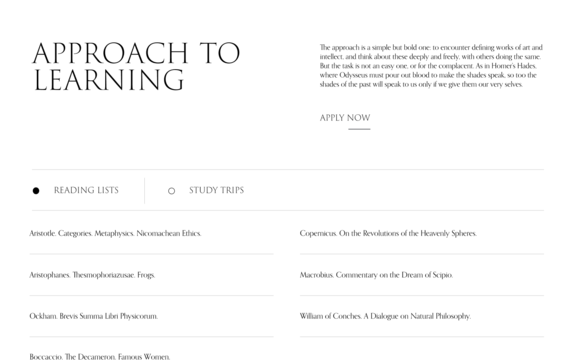 APPROACH TO
LEARNING
The approach is a simple but bold one: to encounter defining works of art and
intellect, and think about these deeply and freely, with others doing the same.
But the task is not an easy one, or for the complacent. As in Homer's Hades,
where Odysseus must pour out blood to make the shades speak, so too the
shades of the past will speak to us only if we give them our very selves.
APPLY NOW
READING LISTS
STUDY TRIPS
Aristotle. Categories. Metaphysics. Nicomachean Ethics.
Copernicus. On the Revolutions of the Heavenly Spheres.
Aristophanes. Thesmophoriazusae. Frogs.
Macrobius. Commentary on the Dream of Scipio.
Ockham. Brevis Summa Libri Physicorum.
William of Conches. A Dialogue on Natural Philosophy.
Boccaccio. The Decameron. Famous Women.